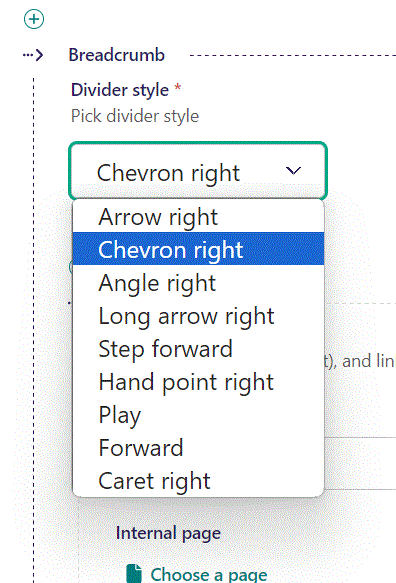 Breadcrumb
Divider style *
Pick divider style
Chevron right
Arrow right
Chevron right
Angle right
Long arrow right
Step forward
Hand point right
Play
Forward
Caret right
t), and lin
Internal page
Choose a page